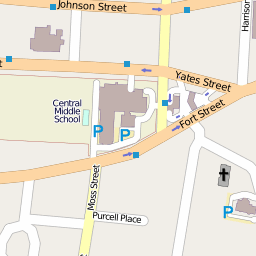 Johnson Street
Harrison
Yates Street
Central
Middle
School
Fort Street
P
P
Moss Street
Purcell Place
P